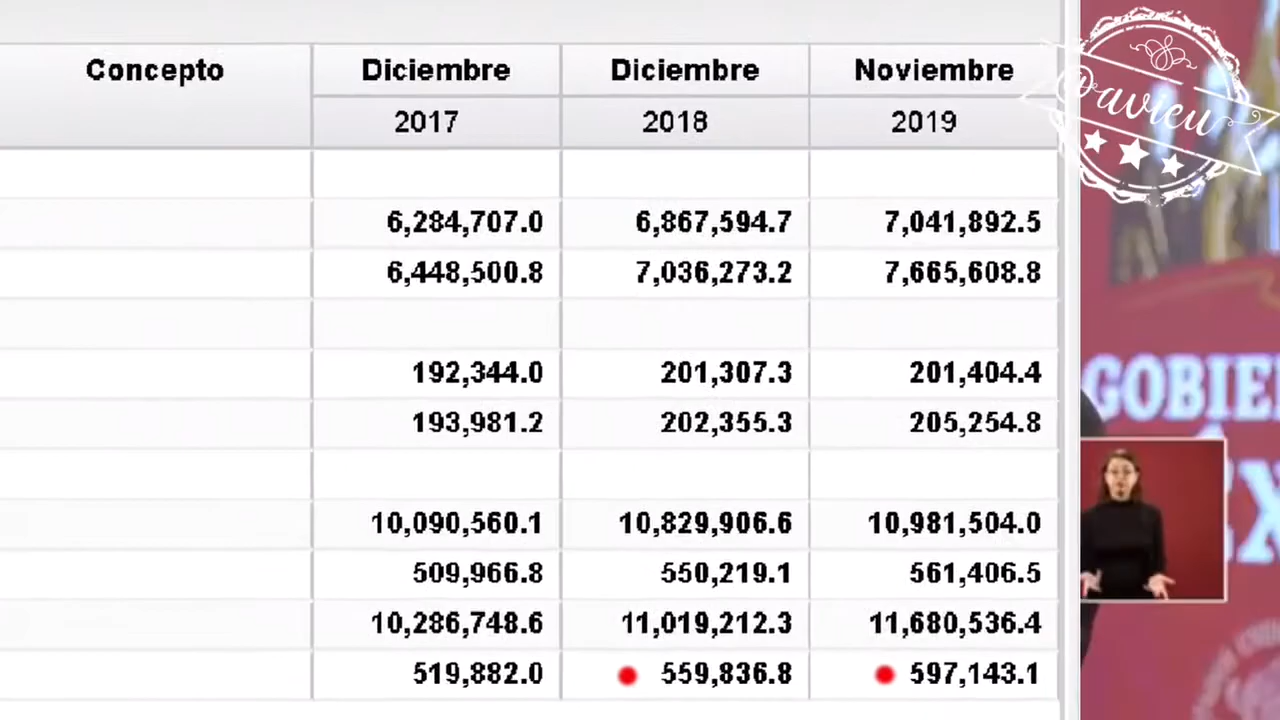 Concepto Diciembre Diciembre Noviembre
2017 2018 2019
6,284,707.0 6,867,594.7 7,041,892.5
6,448,500.8 7,036,273.2 7,665,608.8
192,344.0 201,307.3 201,404.4
193,981.2 202,355.3 205,254.8
10,090,560.1 10,829,906.6 10,981,504.0
509,966.8 550,219.1 561,406.5
10,286,748.6 11,019,212.3 11,680,536.4
519,882.0 559,836.8 597,143.1
GOBIE